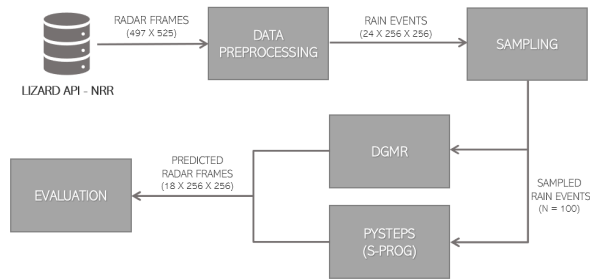 RADAR FRAMES
(497 X 525)
LIZARD API - NRR
DATA
PREPROCESSING
RAIN EVENTS
(24 X 256 X 256)
SAMPLING
SAMPLED
RAIN EVENTS
(N = 100)
DGMR
PYSTEPS
(S-PROG)
PREDICTED
RADAR FRAMES
(18 X 256 X 256)
EVALUATION